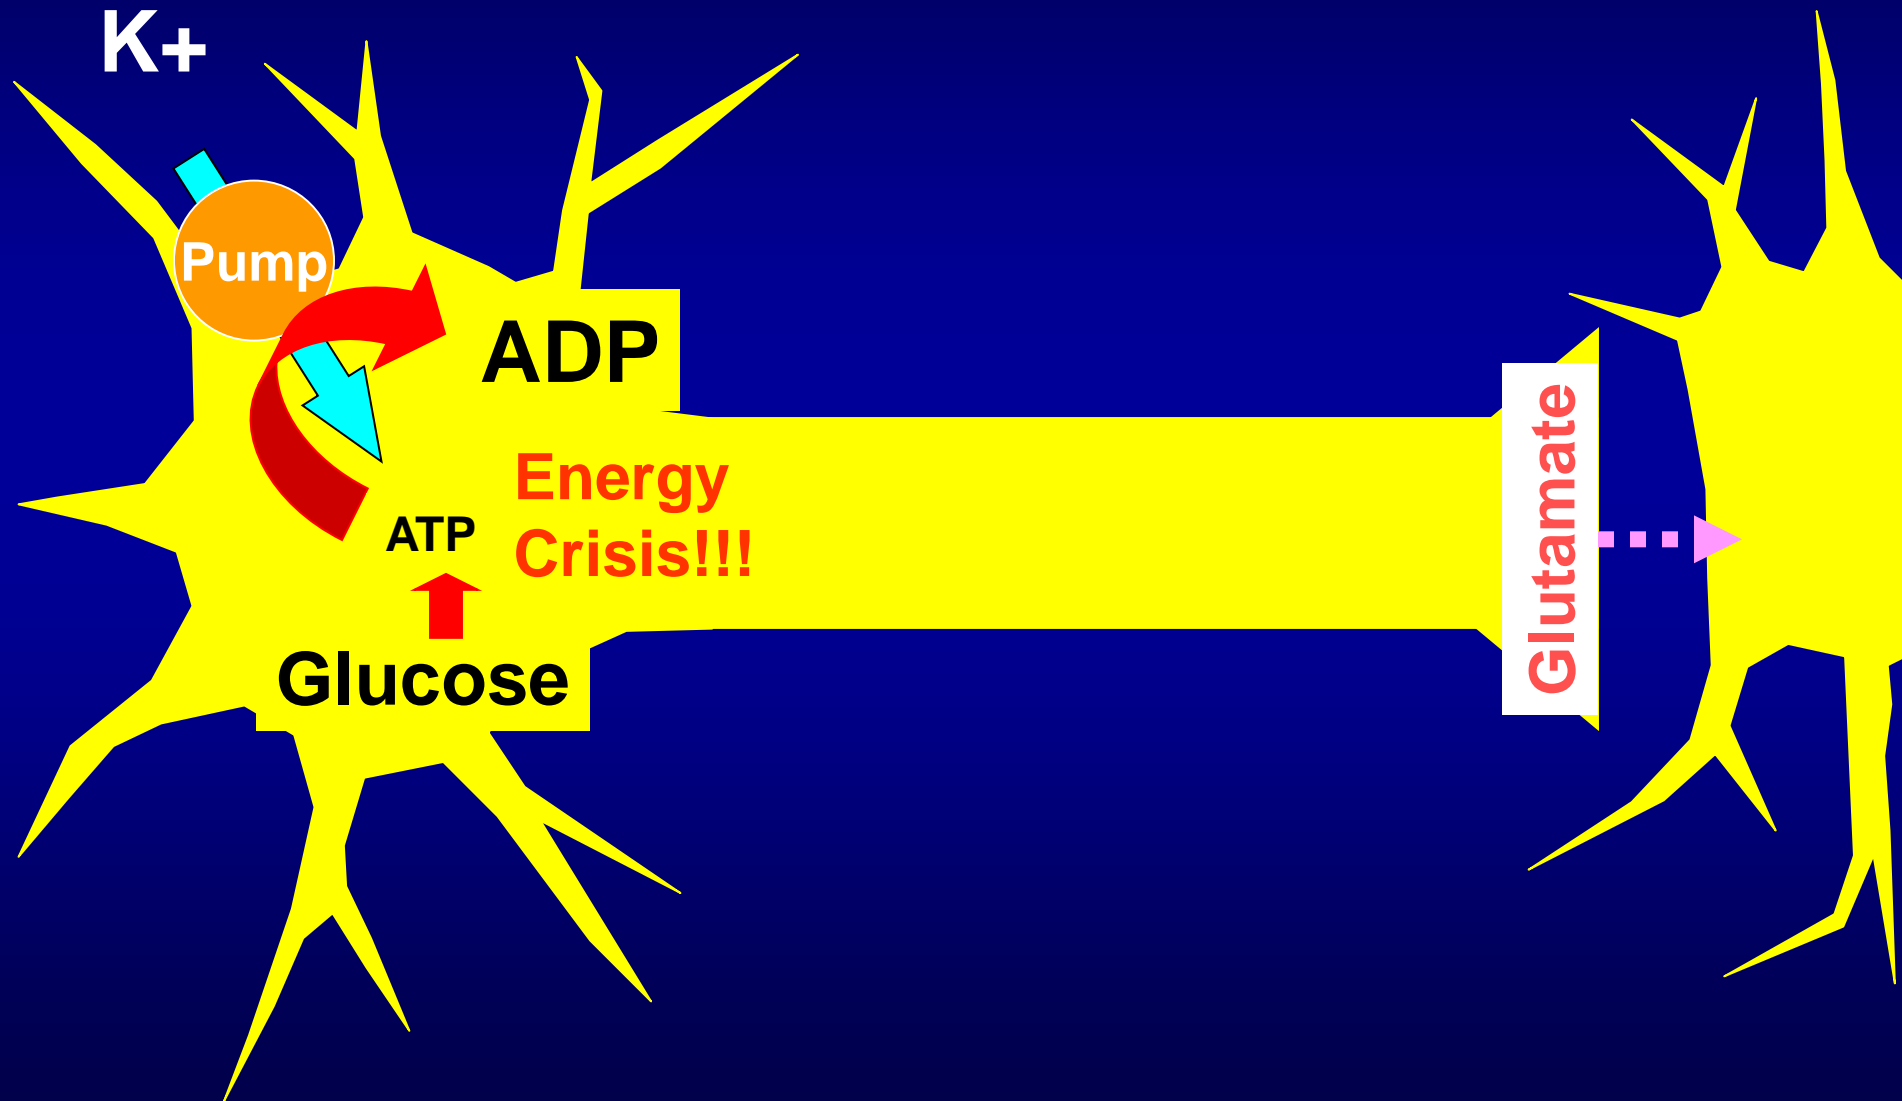 K+
Pump
ADP
Energy
Crisis!!!
ATP
Glucose
Glutamate